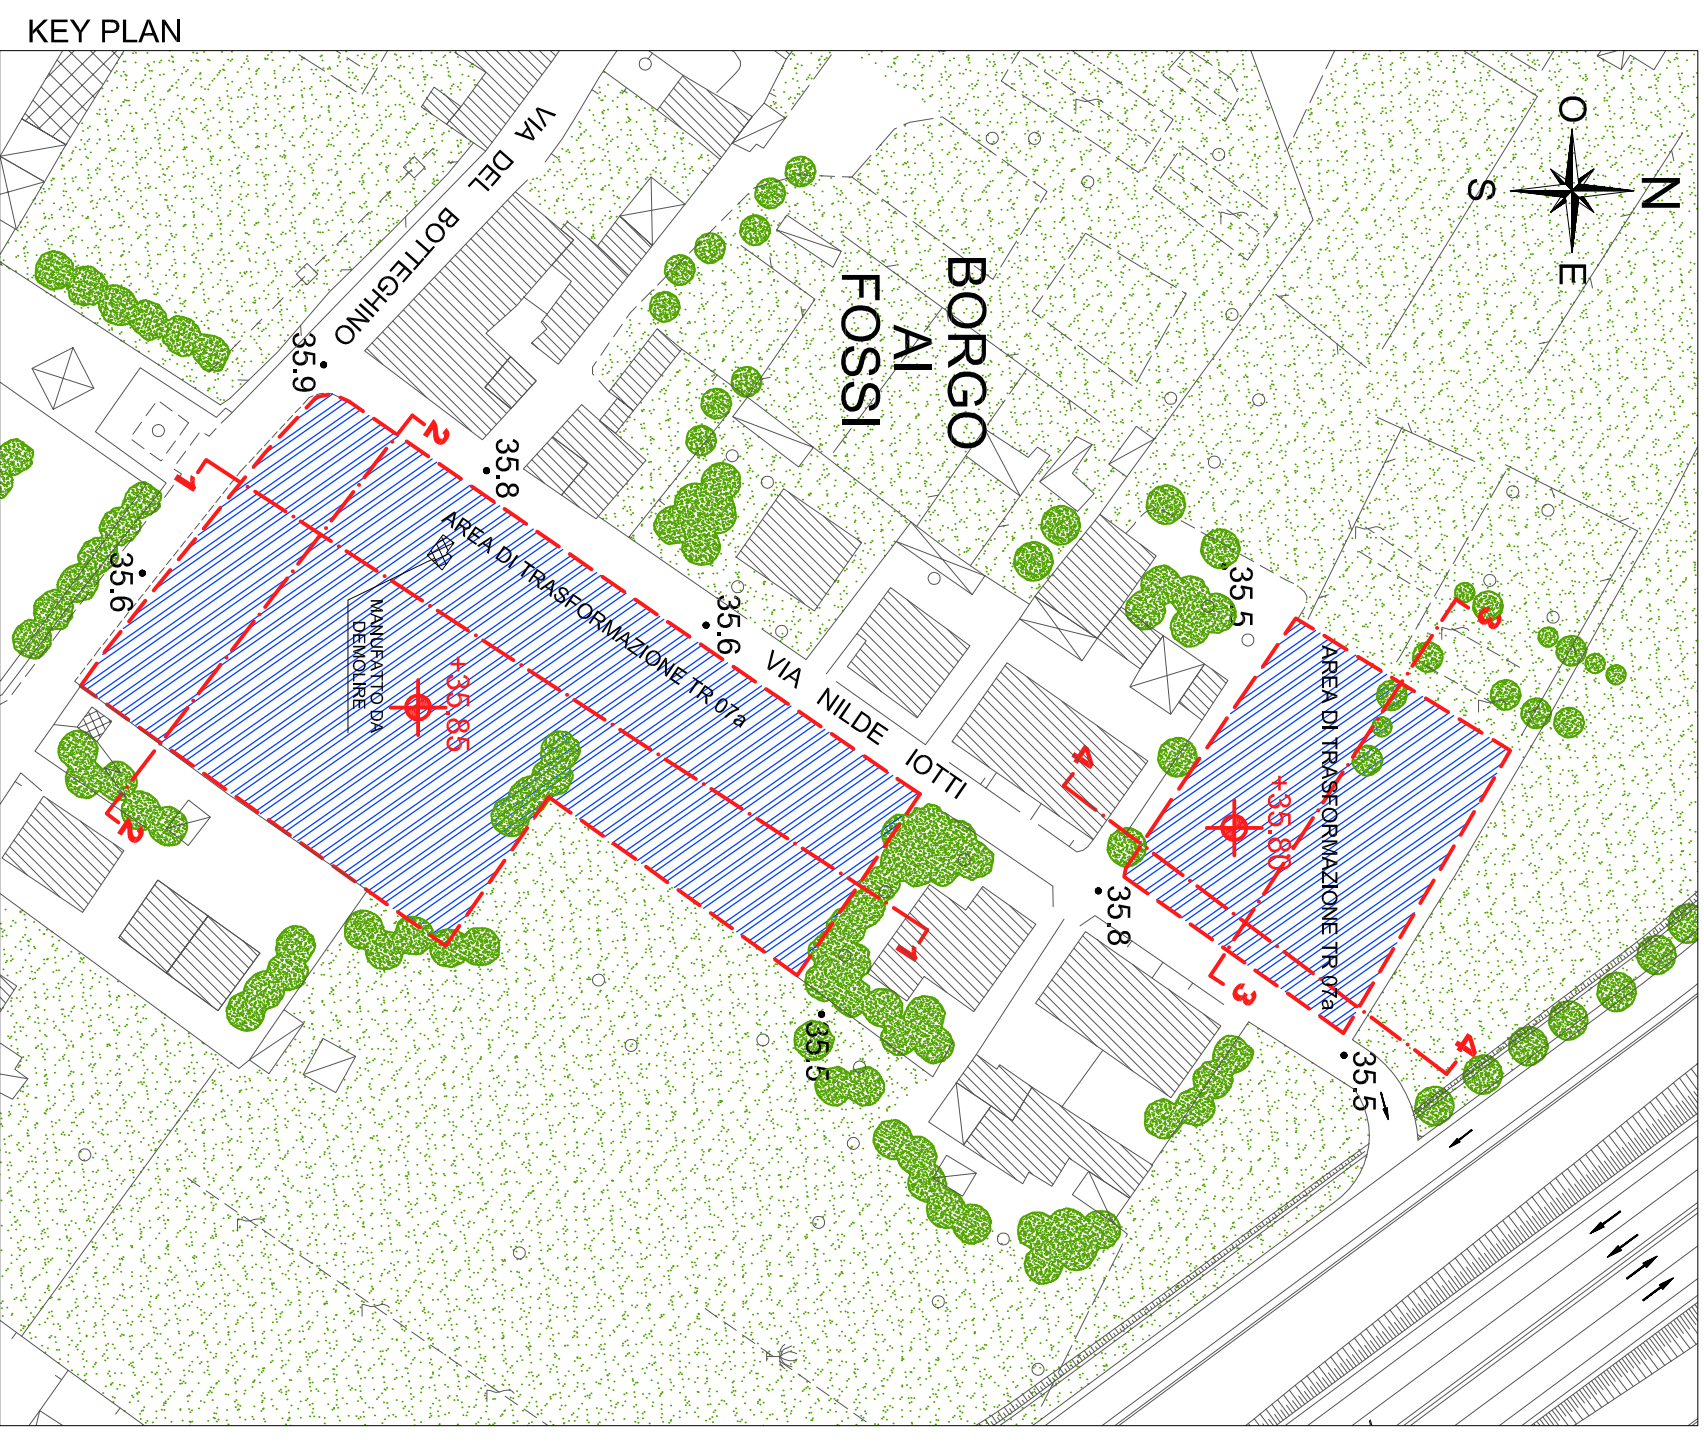 KEY PLAN
O
N
S
E
VIA DEL BOTTEGHINO
BORGO
AI
FOSSI
35.9
2
1
35.8
35.6
AREA DI TRASFORMAZIONE TR 07a
MANUFATTO DA
DEMOLIRE
+35.85
35.6
VIA NILDE IOTTI
35.5
3
AREA DI TRASFORMAZIONE TR 07a
+35.80
4
2
1
35.8
3
35.5
4
35.5